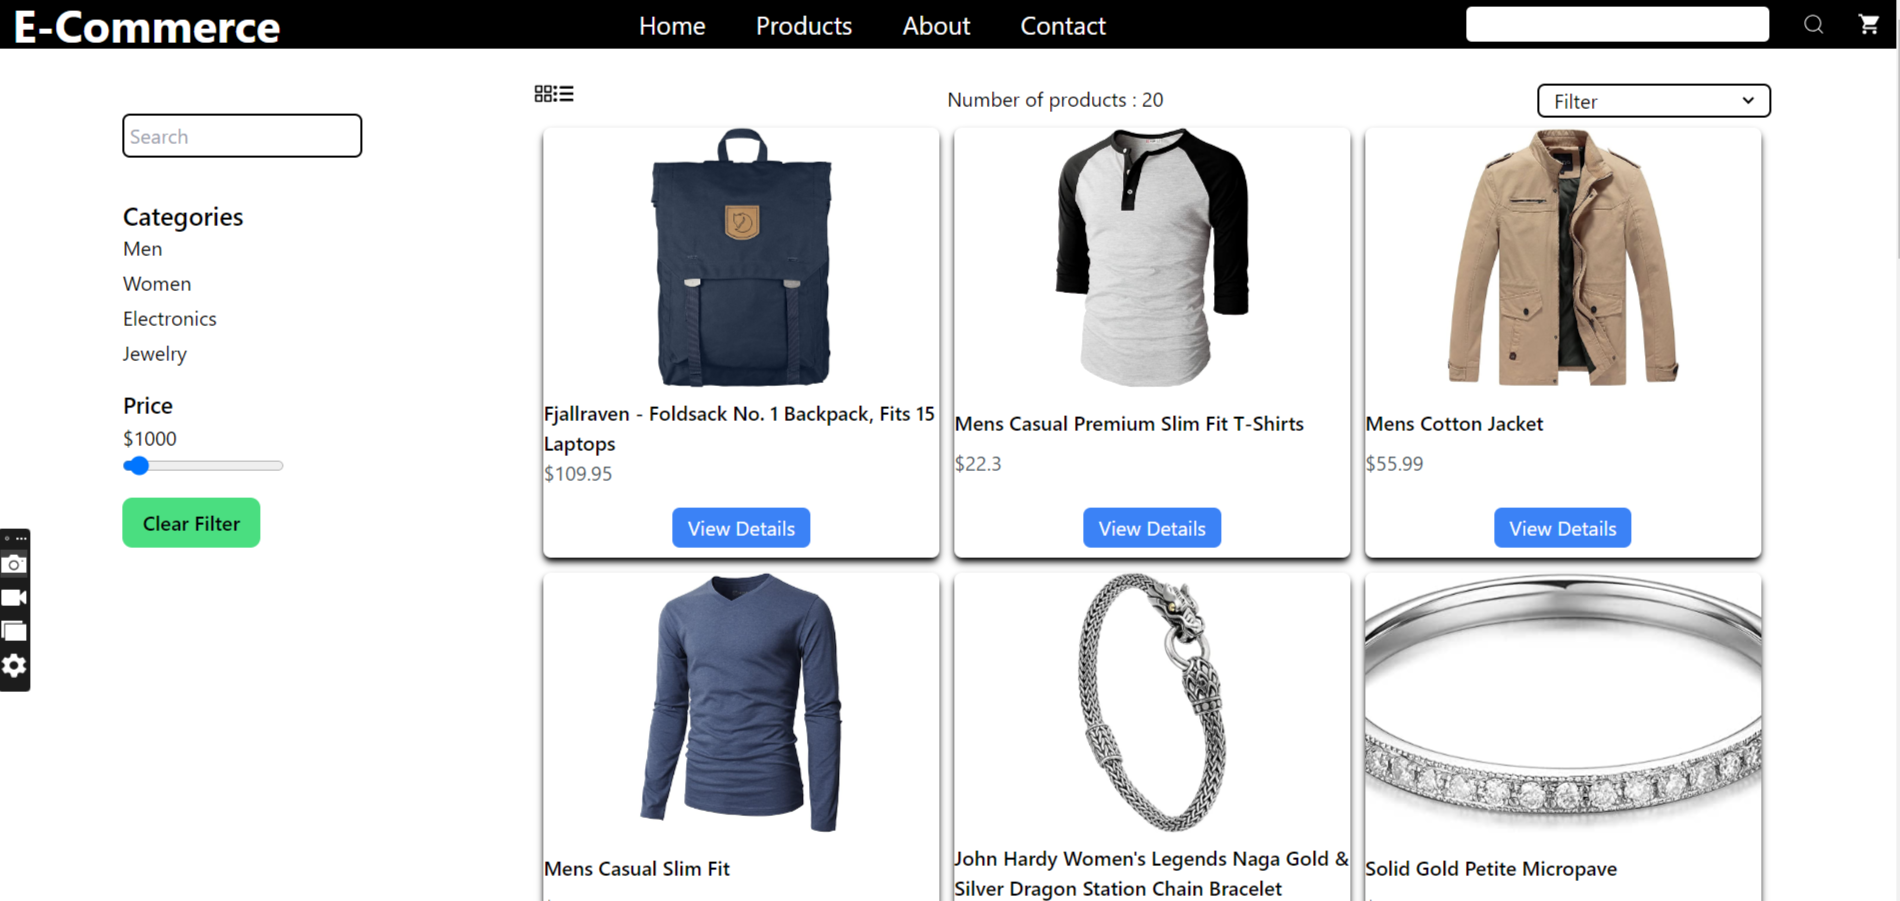 E-Commerce
Home
Products
About
Contact
Number of products : 20
Filter
Search
Categories
Men
Women
Electronics
Jewelry
Price
$1000
Clear Filter
Fjallraven - Foldsack No. 1 Backpack, Fits 15
Laptops
$109.95
View Details
Mens Casual Premium Slim Fit T-Shirts
$22.3
View Details
Mens Cotton Jacket
$55.99
View Details
Mens Casual Slim Fit
John Hardy Women's Legends Naga Gold &
Silver Dragon Station Chain Bracelet
Solid Gold Petite Micropave